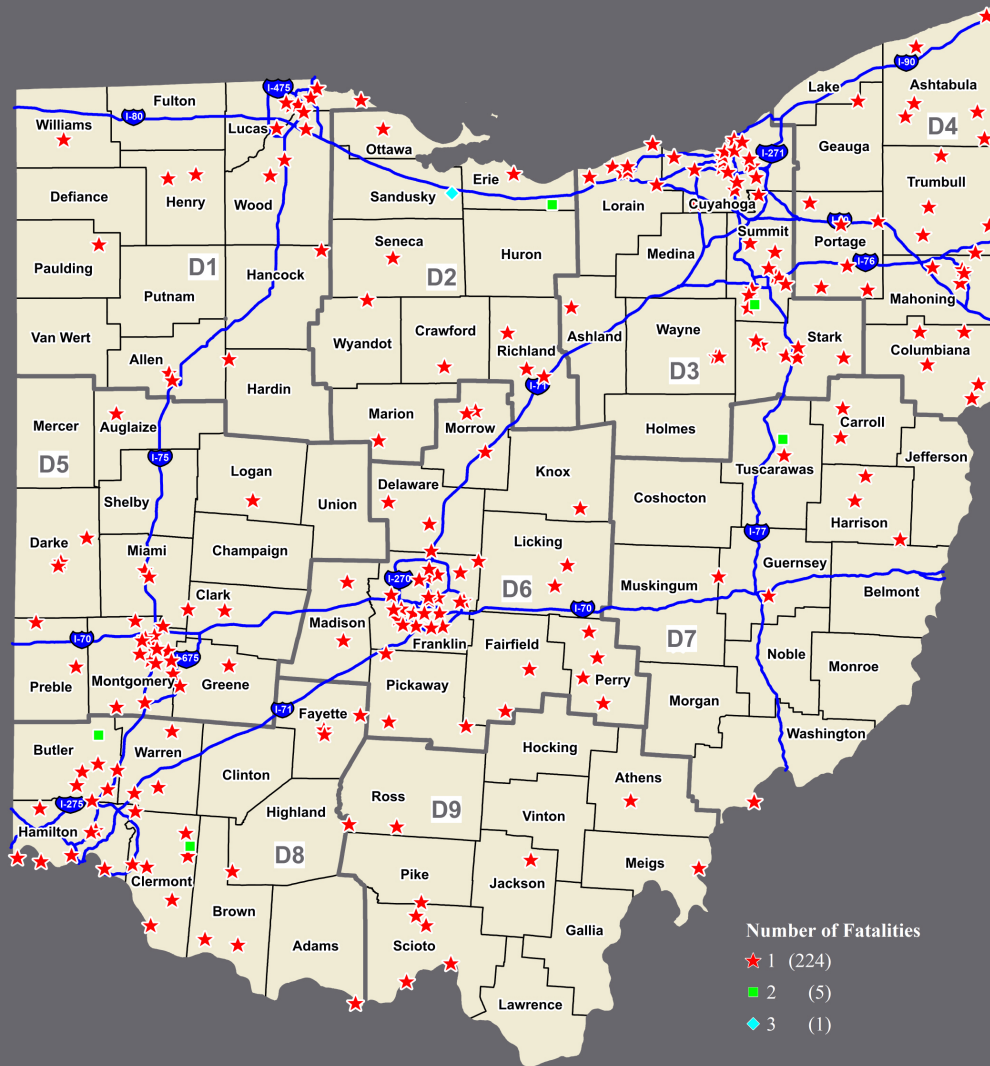 I-90
Lake
Ashtabula
I-475
Fulton
I-80
Williams
Lucas
D4
Ottawa
Geauga
I-271
Erie
Trumbull
Defiance
Henry
Wood
Sandusky
Lorain
Cuyahoga
Summit
Seneca
Portage
Huron
Medina
I-76
Paulding
D1
Hancock
D2
Putnam
Mahoning
Van Wert
Wyandot
Crawford
Ashland
Wayne
Stark
Richland
Columbiana
Allen
D3
Hardin
I-71
Mercer
Auglaize
Marion
Morrow
Holmes
Carroll
D5
I-75
Jefferson
Logan
Knox
Tuscarawas
Delaware
Shelby
Union
Coshocton
Harrison
I-77
Darke
Miami
Champaign
Licking
Guernsey
I-270
D6
Muskingum
Belmont
Clark
I-70
Madison
I-70
D7
Franklin
Fairfield
Noble
Monroe
I-675
Montgomery
Greene
Perry
Preble
Pickaway
Morgan
I-71
Fayette
Washington
Butler
Warren
Hocking
Clinton
Athens
Ross
I-275
D9
Highland
Vinton
Hamilton
D8
Meigs
Clermont
Pike
Jackson
Brown
Gallia
Adams
Scioto
Lawrence
Number of Fatalities
1 (224)
2 (5)
3 (1)